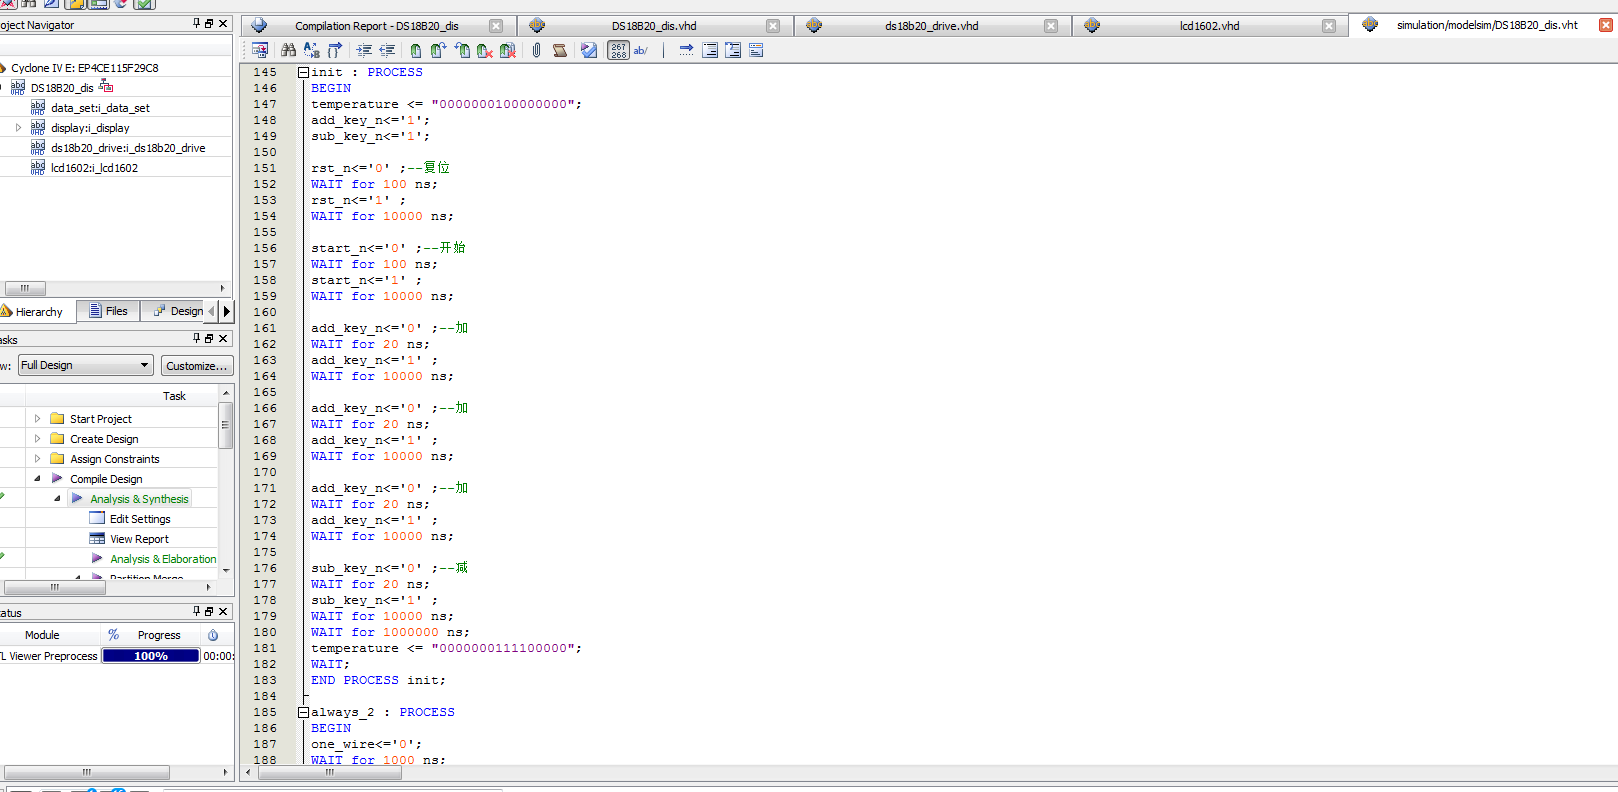 Project Navigator
Compilation Report - DS18B20_dis
DS18B20_dis.vhd
ds18b20_drive.vhd
lcd1602.vhd
simulation/modelsim/DS18B20_dis.vht
267
268
ab/
Cyclone IV E: EP4CE115F29C8
DS18B20_dis
data_set:i_data_set
display:i_display
ds18b20_drive:i_ds18b20_drive
lcd1602:i_lcd1602
Hierarchy
Files
Design
asks
w:
Full Design
Customize...
Task
Start Project
Create Design
Assign Constraints
Compile Design
Analysis & Synthesis
Edit Settings
View Report
Analysis & Elaboration
Partition Merge
tatus
Module
%
Progress
TL Viewer Preprocess
100%
00:00:
145 init : PROCESS
146 BEGIN
147 temperature <= "0000000100000000";
148 add_key_n<='1';
149 sub_key_n<='1';
150
151 rst_n<='0' ;--复位
152 WAIT for 100 ns;
153 rst_n<='1' ;
154 WAIT for 10000 ns;
155
156 start_n<='0' ;--开始
157 WAIT for 100 ns;
158 start_n<='1' ;
159 WAIT for 10000 ns;
160
161 add_key_n<='0' ;--加
162 WAIT for 20 ns;
163 add_key_n<='1' ;
164 WAIT for 10000 ns;
165
166 add_key_n<='0' ;--加
167 WAIT for 20 ns;
168 add_key_n<='1' ;
169 WAIT for 10000 ns;
170
171 add_key_n<='0' ;--加
172 WAIT for 20 ns;
173 add_key_n<='1' ;
174 WAIT for 10000 ns;
175
176 sub_key_n<='0' ;--减
177 WAIT for 20 ns;
178 sub_key_n<='1' ;
179 WAIT for 10000 ns;
180 WAIT for 1000000 ns;
181 temperature <= "0000000111100000";
182 WAIT;
183 END PROCESS init;
184
185 always_2 : PROCESS
186 BEGIN
187 one_wire<='0';
188 WAIT for 1000 ns;